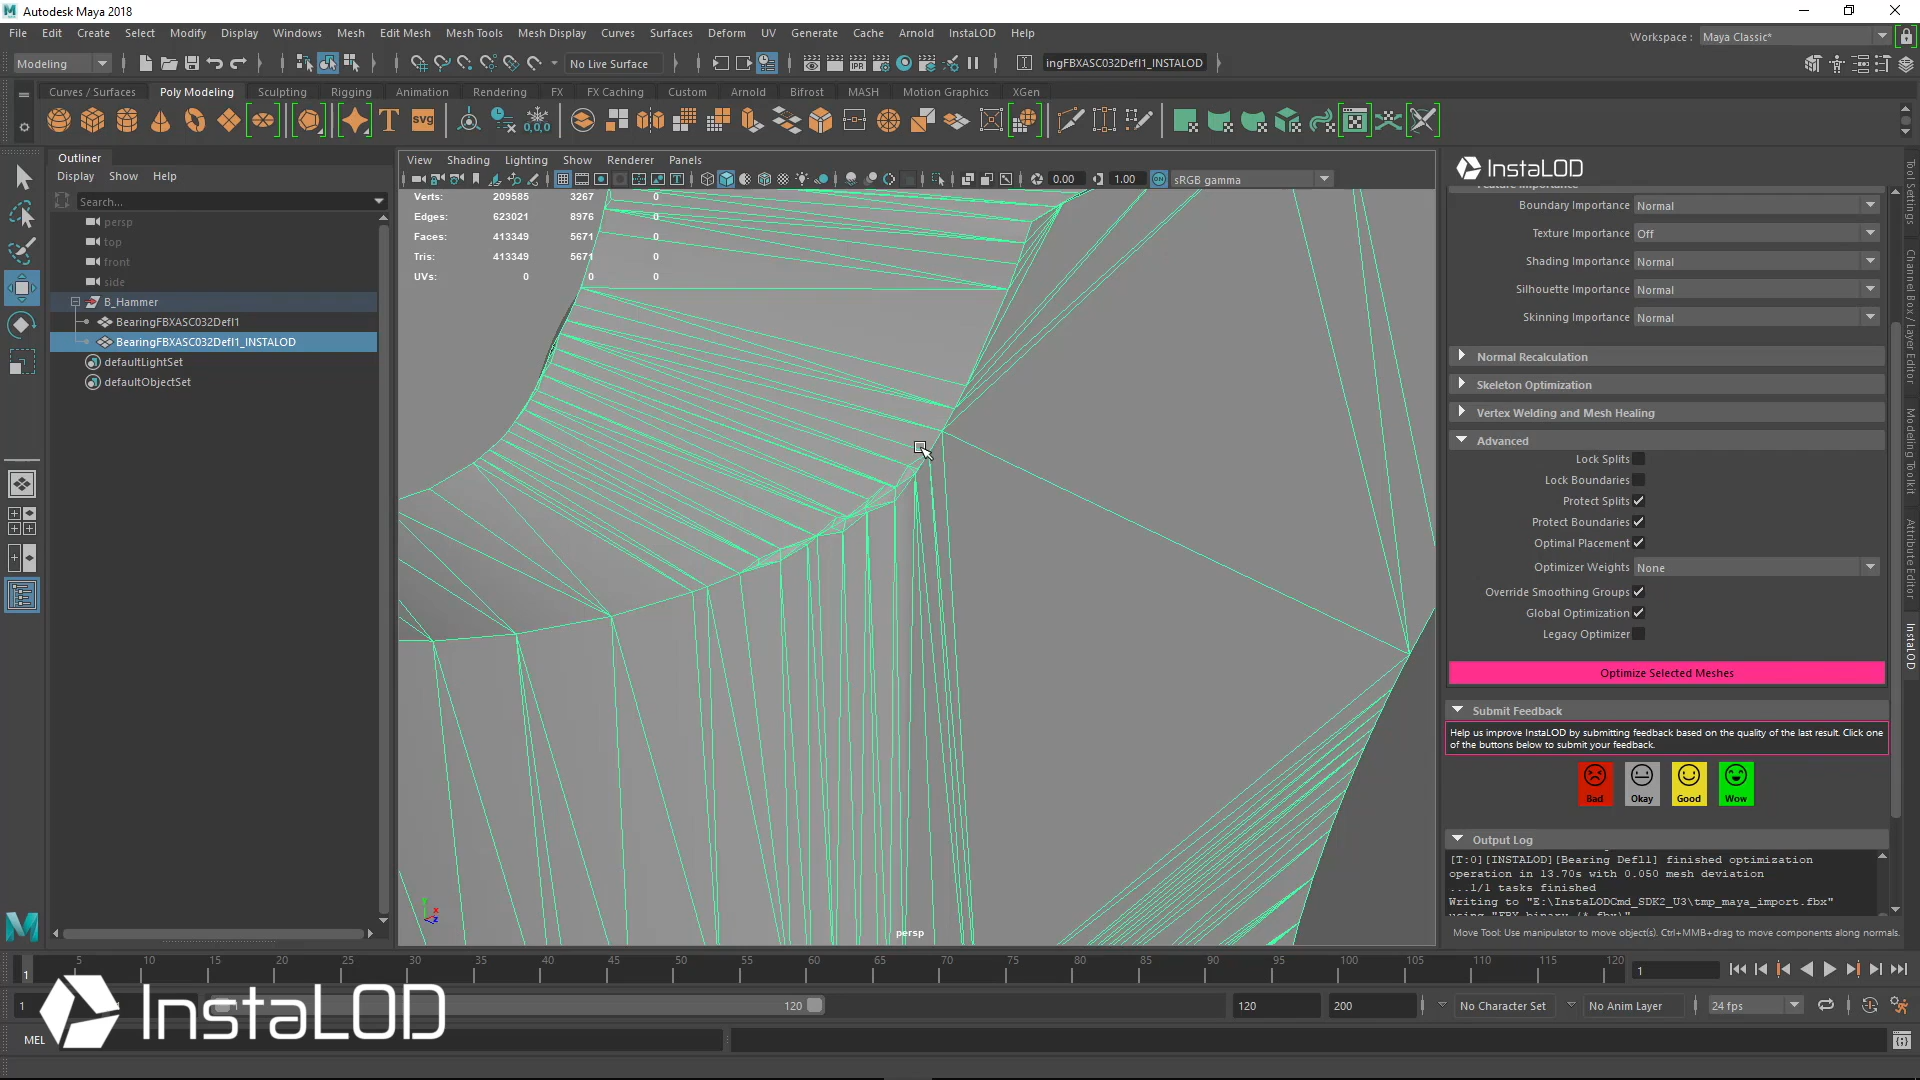 Autodesk Maya 2018
File Edit Create Select Modify Display Windows Mesh Edit Mesh Mesh Tools Mesh Display Curves Surfaces Deform UV Generate Cache Arnold InstaLOD Help
Workspace : Maya Classic*
Modeling No Live Surface ingFBXASC032Defl1_INSTALOD
Curves / Surfaces Poly Modeling Sculpting Rigging Animation Rendering FX FX Caching Custom Arnold Bifrost MASH Motion Graphics XGen
T svg 0,0,0
Outliner
Display Show Help
Search...
persp
top
front
side
B_Hammer
BearingFBXASC032Defl1
BearingFBXASC032Defl1_INSTALOD
defaultLightSet
defaultObjectSet
View Shading Lighting Show Renderer Panels
0.00 1.00 ON sRGB gamma
Verts: 209585 3267 0
Edges: 623021 8976 0
Faces: 413349 5671 0
Tris: 413349 5671 0
UVs: 0 0 0
persp
InstaLOD
Feature Importance
Boundary Importance Normal
Texture Importance Off
Shading Importance Normal
Silhouette Importance Normal
Skinning Importance Normal
Normal Recalculation
Skeleton Optimization
Vertex Welding and Mesh Healing
Advanced
Lock Splits
Lock Boundaries
Protect Splits
Protect Boundaries
Optimal Placement
Optimizer Weights None
Override Smoothing Groups
Global Optimization
Legacy Optimizer
Optimize Selected Meshes
Submit Feedback
Help us improve InstaLOD by submitting feedback based on the quality of the last result. Click one
of the buttons below to submit your feedback.
Bad Okay Good Wow
Output Log
[T:0][INSTALOD][Bearing Defl1] finished optimization
operation in 13.70s with 0.050 mesh deviation
...1/1 tasks finished
Writing to "E:\InstaLODCmd_SDK2_U3\tmp_maya_import.fbx"
using "FBX binary (*.fbx)"
Move Tool: Use manipulator to move object(s). Ctrl+MMB+drag to move components along normals.
Tool Settings
Channel Box / Layer Editor
Modeling Toolkit
Attribute Editor
InstaLOD
1 5 10 15 20 25 30 35 40 45 50 55 60 65 70 75 80 85 90 95 100 105 110 115 120
1
1 120 120 200 No Character Set No Anim Layer 24 fps
InstaLOD
MEL